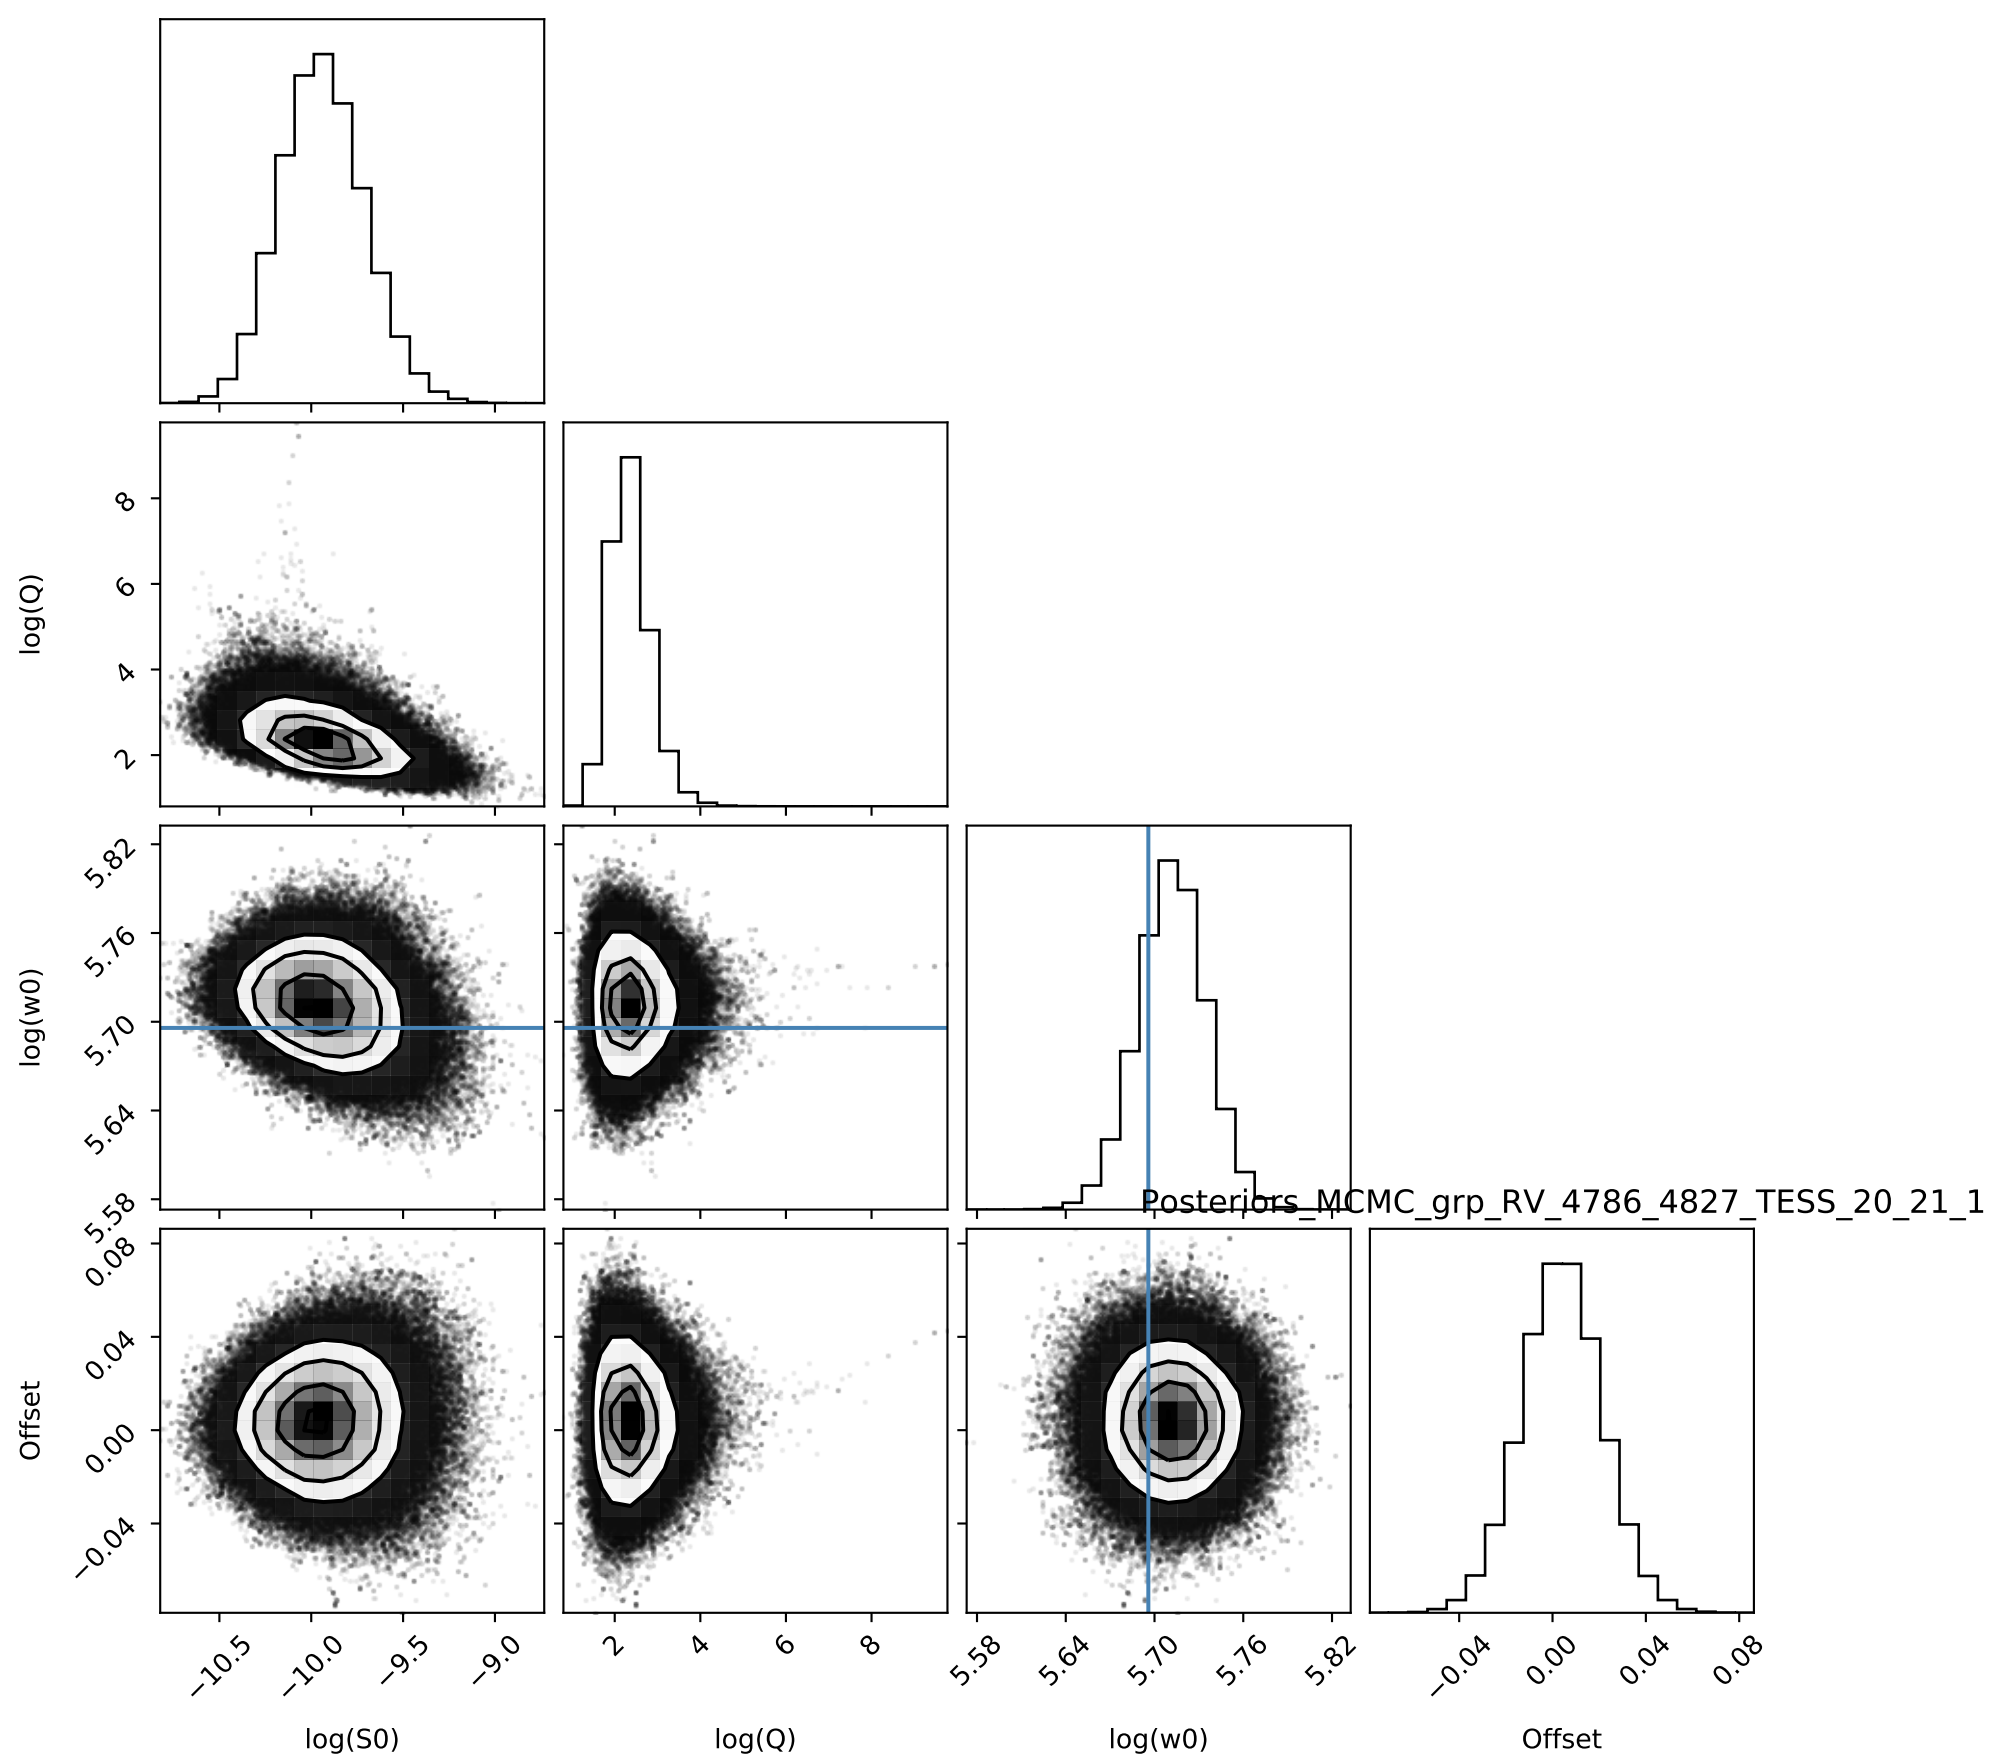 8
6
4
2
log(Q)
5.82
5.76
5.70
5.64
5.58
log(w0)
Posteriors_MCMC_grp_RV_4786_4827_TESS_20_21_1
0.08
0.04
0.00
−0.04
Offset
−10.5 −10.0 −9.5 −9.0 2 4 6 8 5.58 5.64 5.70 5.76 5.82 −0.04 0.00 0.04 0.08
log(S0) log(Q) log(w0) Offset